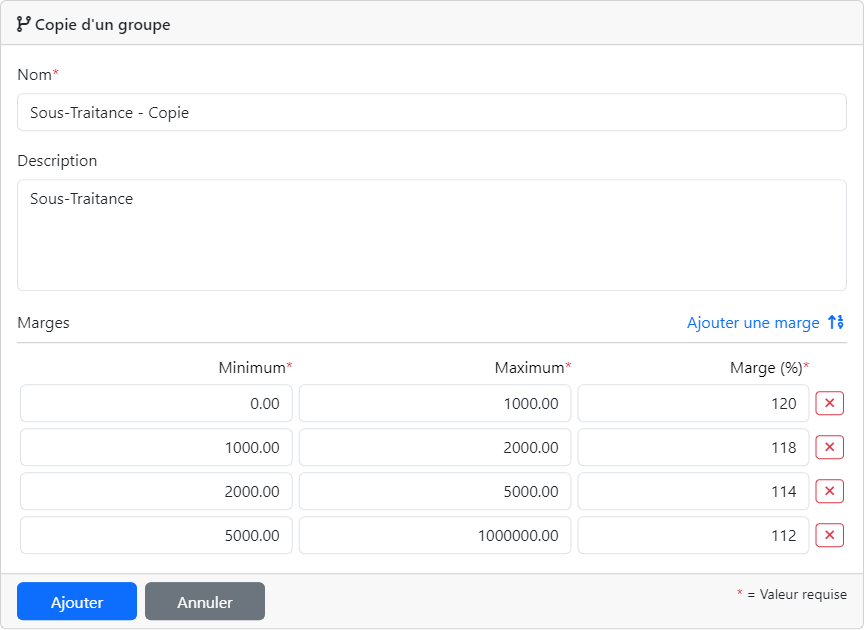 Copie d'un groupe
Nom*
Sous-Traitance - Copie
Description
Sous-Traitance
Marges
Ajouter une marge
Minimum* Maximum* Marge (%)*
0.00 1000.00 120
1000.00 2000.00 118
2000.00 5000.00 114
5000.00 1000000.00 112
Ajouter Annuler * = Valeur requise